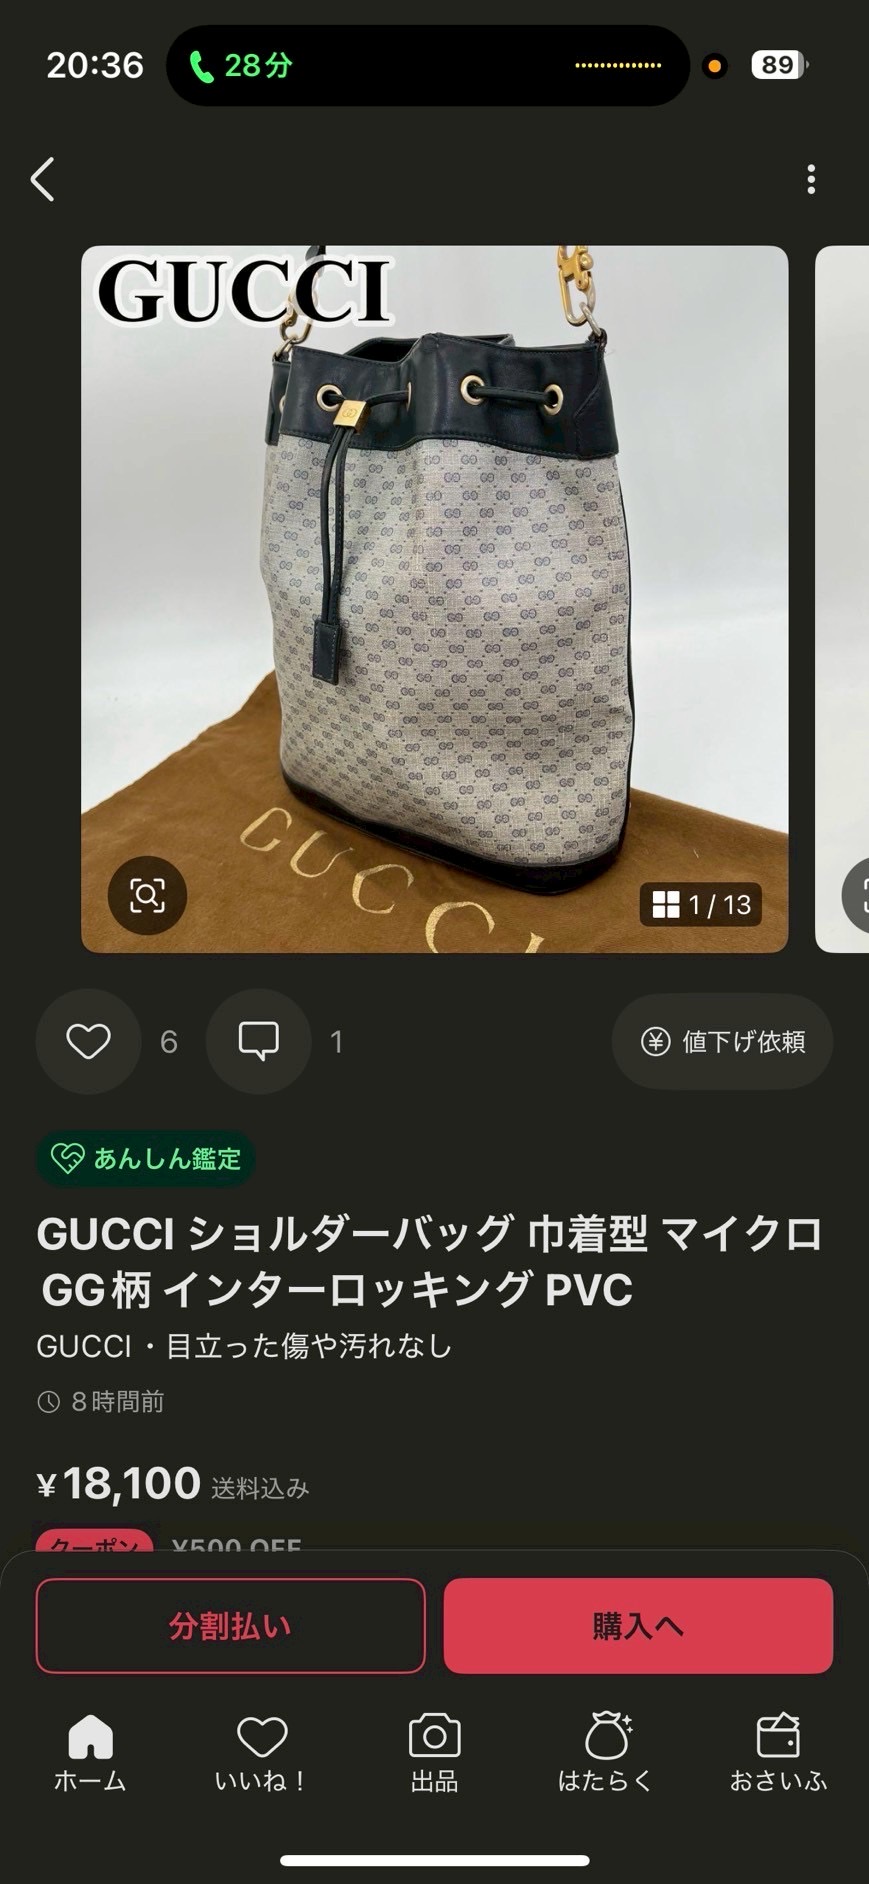 20:36 28分 89
GUCCI
GUCCI
1 / 13
6 1 値下げ依頼
あんしん鑑定
GUCCI ショルダーバッグ 巾着型 マイクロ
GG柄 インターロッキング PVC
GUCCI・目立った傷や汚れなし
8時間前
¥18,100 送料込み
クーポン ¥500 OFF
分割払い 購入へ
ホーム いいね! 出品 はたらく おさいふ